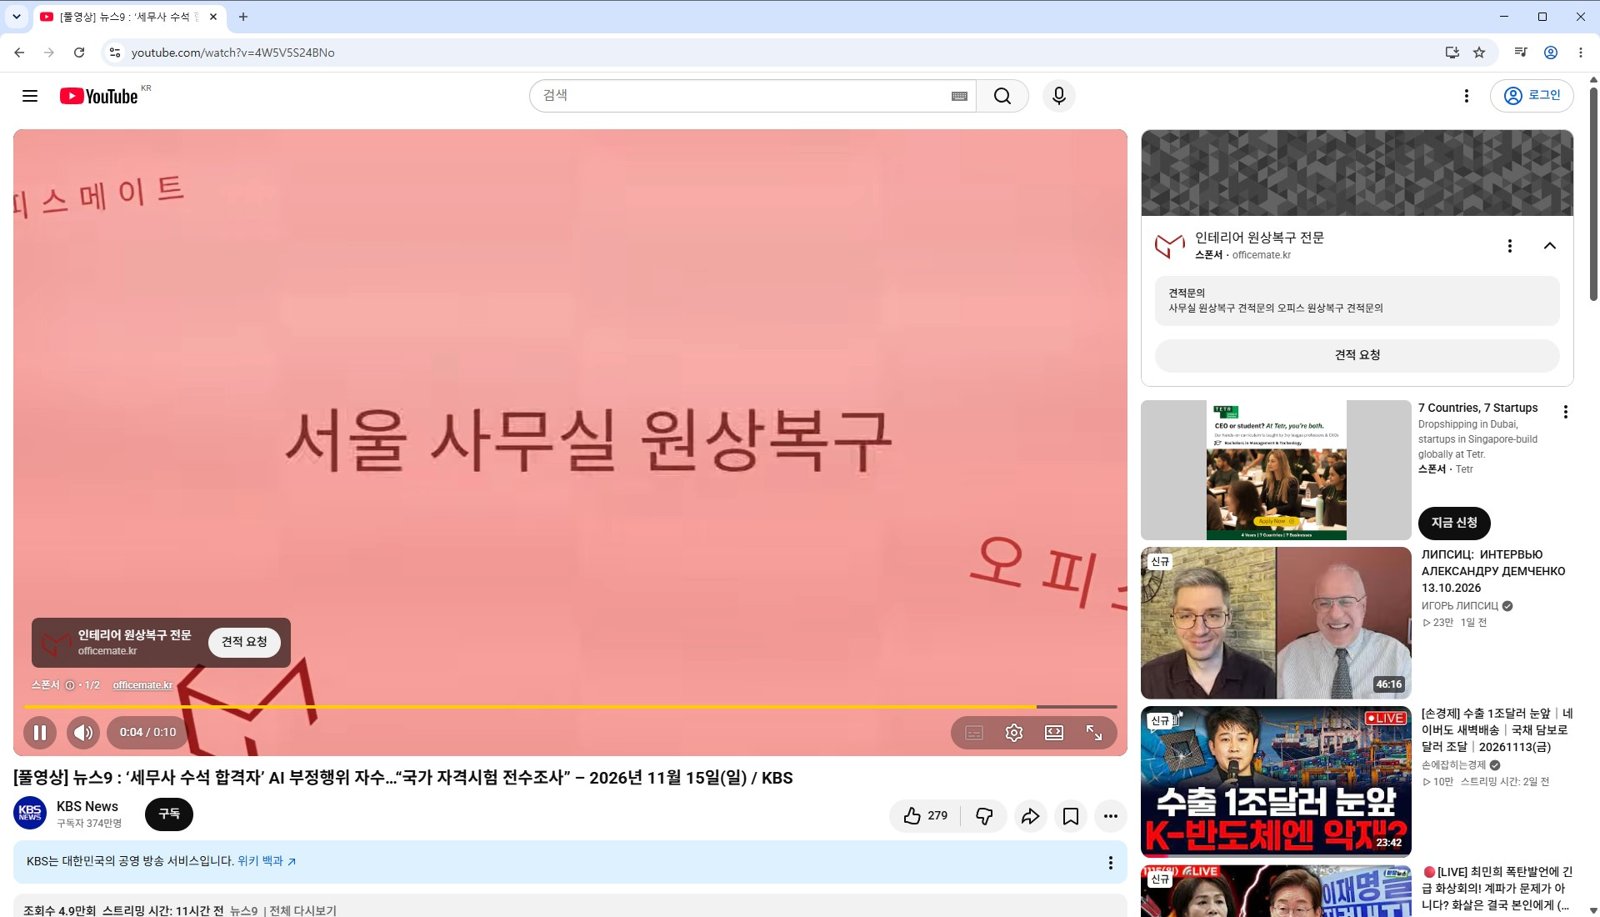 [풀영상] 뉴스9 : ‘세무사 수석
youtube.com/watch?v=4W5V5S24BNo
YouTube KR
검색
로그인
피스메이트
서울 사무실 원상복구
오피스
인테리어 원상복구 전문
officemate.kr
견적 요청
스폰서 · 1/2 officemate.kr
0:04 / 0:10
[풀영상] 뉴스9 : ‘세무사 수석 합격자’ AI 부정행위 자수…“국가 자격시험 전수조사” – 2026년 11월 15일(일) / KBS
KBS NEWS
KBS News
구독자 374만명
구독
279
KBS는 대한민국의 공영 방송 서비스입니다. 위키 백과
조회수 4.9만회 스트리밍 시간: 11시간 전 뉴스9 | 전체 다시보기
인테리어 원상복구 전문
스폰서 · officemate.kr
견적문의
사무실 원상복구 견적문의 오피스 원상복구 견적문의
견적 요청
TETR
CEO or student? At Tetr, you're both.
Apply Now
4 Years | 7 Countries | 7 Businesses
7 Countries, 7 Startups
Dropshipping in Dubai,
startups in Singapore-build
globally at Tetr.
스폰서 · Tetr
지금 신청
신규
46:16
ЛИПСИЦ: ИНТЕРВЬЮ
АЛЕКСАНДРУ ДЕМЧЕНКО
13.10.2026
ИГОРЬ ЛИПСИЦ
23만 1일 전
신규
LIVE
수출 1조달러 눈앞
K-반도체엔 악재?
23:42
[손경제] 수출 1조달러 눈앞｜네
이버도 새벽배송｜국채 담보로
달러 조달｜20261113(금)
손에잡히는경제
10만 스트리밍 시간: 2일 전
신규
LIVE
이재명을
🔴[LIVE] 최민희 폭탄발언에 긴
급 화상회의! 계파가 문제가 아
니다? 화살은 결국 본인에게 (...